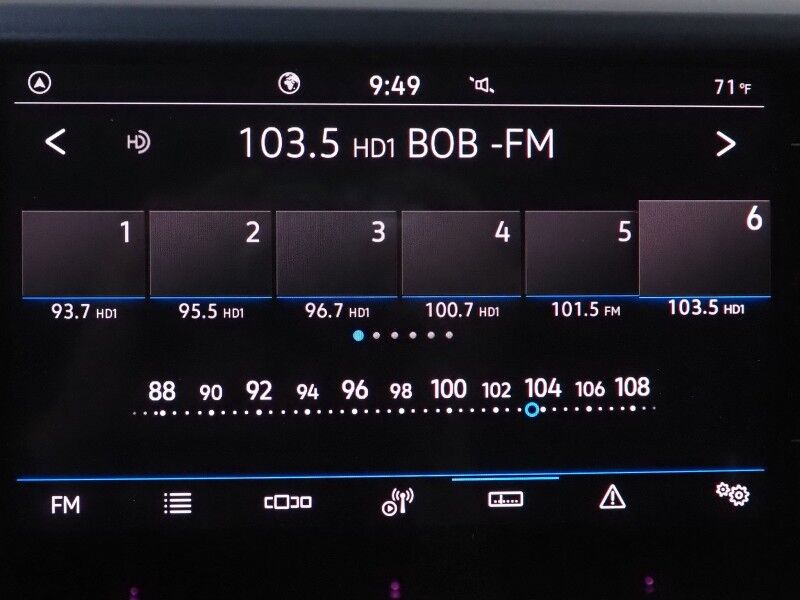 9:49 71°F
HD 103.5 HD1 BOB -FM
1 2 3 4 5 6
93.7 HD1 95.5 HD1 96.7 HD1 100.7 HD1 101.5 FM 103.5 HD1
88 90 92 94 96 98 100 102 104 106 108
FM